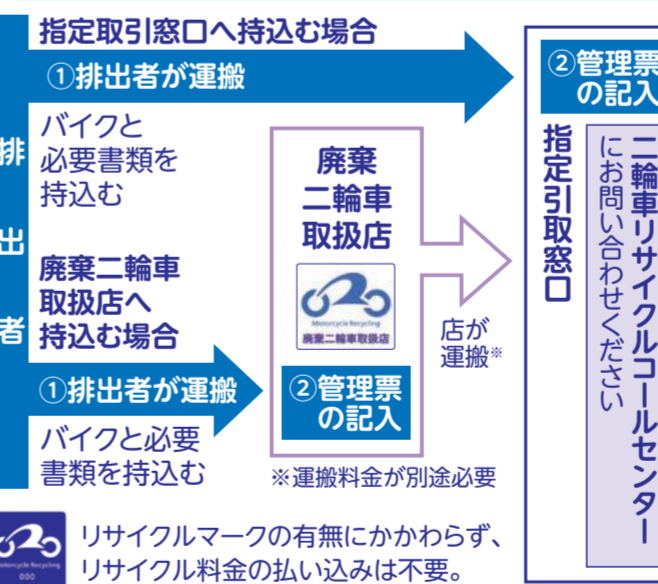 指定取引窓口へ持込む場合
①排出者が運搬
バイクと
必要書類を
持込む
排出者
廃棄二輪車
取扱店へ
持込む場合
①排出者が運搬
バイクと必要
書類を持込む
廃棄
二輪車
取扱店
Motorcycle Recycling
廃棄二輪車取扱店
②管理票
の記入
店が
運搬※
※運搬料金が別途必要
②管理票
の記入
指定引取窓口
二輪車リサイクルコールセンター
にお問い合わせください
Motorcycle Recycling
000
リサイクルマークの有無にかかわらず、
リサイクル料金の払い込みは不要。